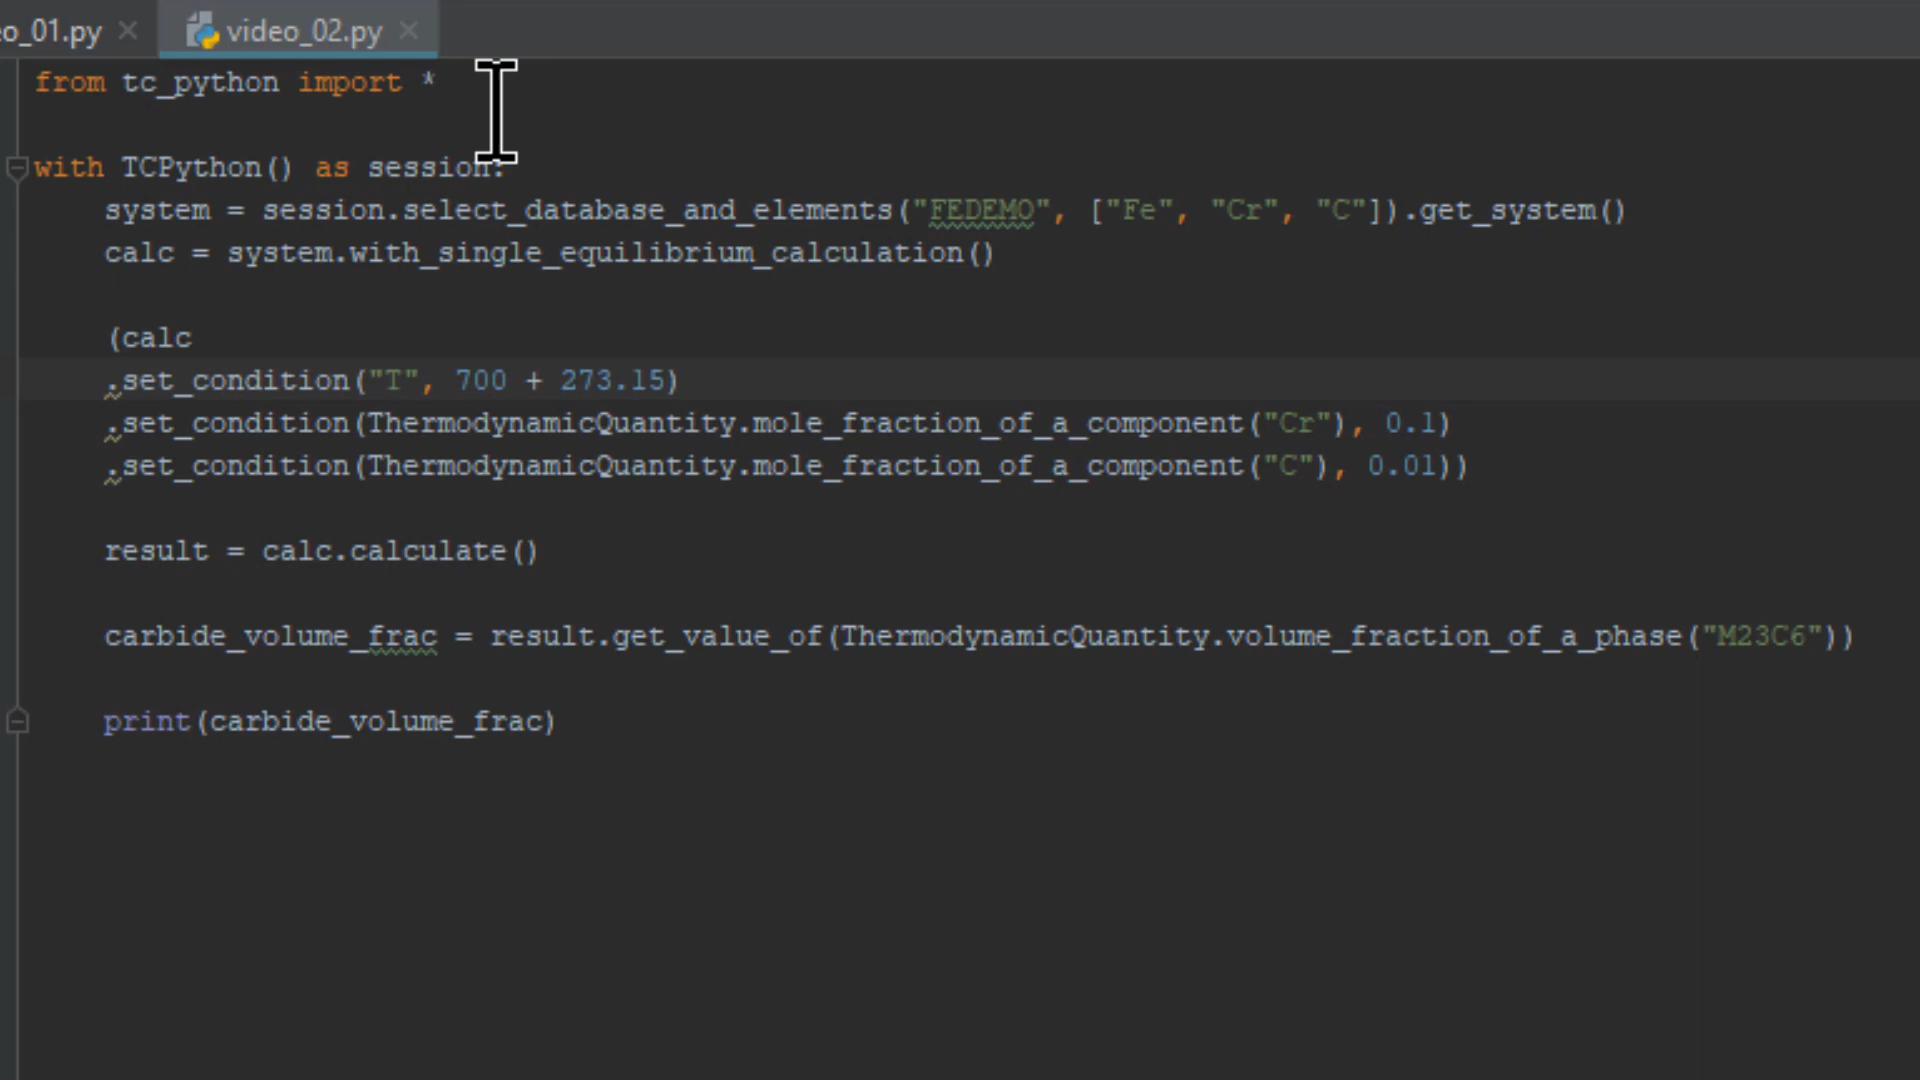 eo_01.py video_02.py
from tc_python import *
with TCPython() as session:
    system = session.select_database_and_elements("FEDEMO", ["Fe", "Cr", "C"]).get_system()
    calc = system.with_single_equilibrium_calculation()
    (calc
    .set_condition("T", 700 + 273.15)
    .set_condition(ThermodynamicQuantity.mole_fraction_of_a_component("Cr"), 0.1)
    .set_condition(ThermodynamicQuantity.mole_fraction_of_a_component("C"), 0.01))
    result = calc.calculate()
    carbide_volume_frac = result.get_value_of(ThermodynamicQuantity.volume_fraction_of_a_phase("M23C6"))
    print(carbide_volume_frac)